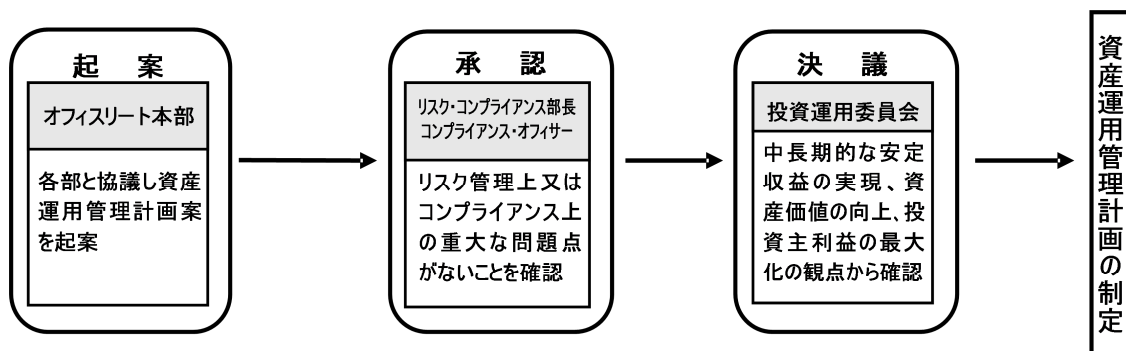 起 案
オフィスリート本部
各部と協議し資産
運用管理計画案
を起案
承 認
リスク・コンプライアンス部長
コンプライアンス・オフィサー
リスク管理上又は
コンプライアンス上
の重大な問題点
がないことを確認
決 議
投資運用委員会
中長期的な安定
収益の実現、資
産価値の向上、投
資主利益の最大
化の観点から確認
資産運用管理計画の制定